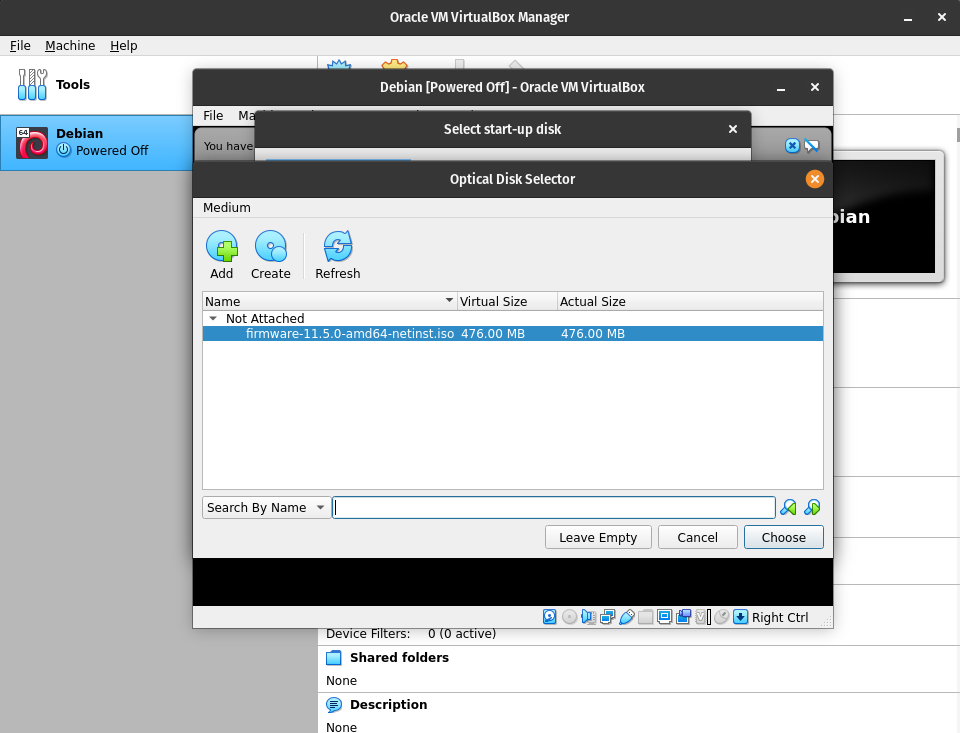 Oracle VM VirtualBox Manager
File Machine Help
Tools
64
Debian
Powered Off
Debian [Powered Off] - Oracle VM VirtualBox
File
Select start-up disk
You have
Optical Disk Selector
Medium
Add Create Refresh
Name Virtual Size Actual Size
Not Attached
firmware-11.5.0-amd64-netinst.iso 476.00 MB 476.00 MB
Search By Name
Leave Empty Cancel Choose
Right Ctrl
Device Filters: 0 (0 active)
Shared folders
None
Description
None